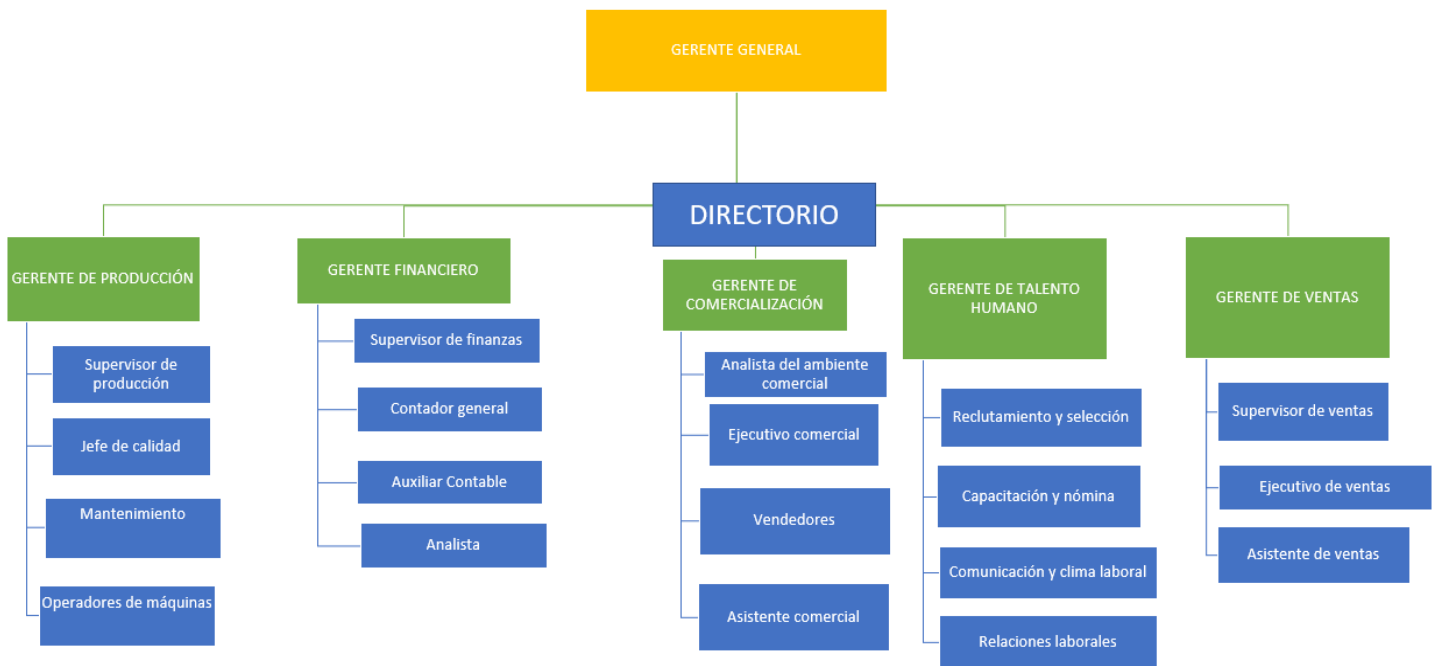 GERENTE GENERAL
DIRECTORIO
GERENTE DE PRODUCCIÓN
Supervisor de
producción
Jefe de calidad
Mantenimiento
Operadores de máquinas
GERENTE FINANCIERO
Supervisor de finanzas
Contador general
Auxiliar Contable
Analista
GERENTE DE
COMERCIALIZACIÓN
Analista del ambiente
comercial
Ejecutivo comercial
Vendedores
Asistente comercial
GERENTE DE TALENTO
HUMANO
Reclutamiento y selección
Capacitación y nómina
Comunicación y clima laboral
Relaciones laborales
GERENTE DE VENTAS
Supervisor de ventas
Ejecutivo de ventas
Asistente de ventas